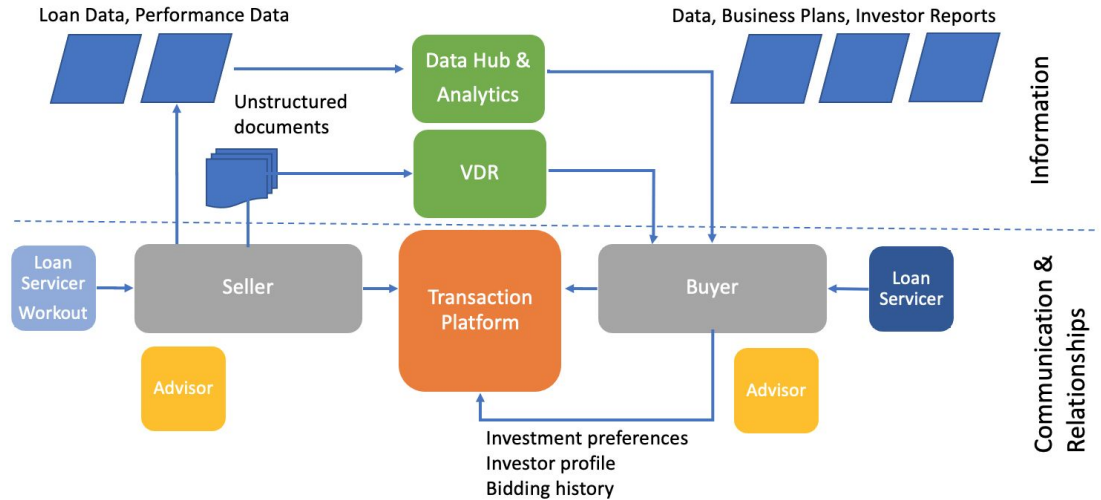 Loan Data, Performance Data
Data, Business Plans, Investor Reports
Data Hub &
Analytics
Unstructured
documents
VDR
Information
Loan
Servicer
Workout
Seller
Transaction
Platform
Buyer
Loan
Servicer
Advisor
Advisor
Communication &
Relationships
Investment preferences
Investor profile
Bidding history